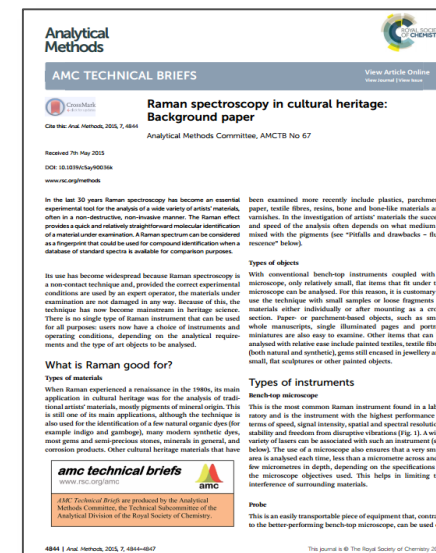 Analytical
Methods
ROYAL SOCIETY
OF CHEMISTRY
AMC TECHNICAL BRIEFS
View Article Online
View Journal | View Issue
CrossMark
Cite this: Anal. Methods, 2015, 7, 4844
Raman spectroscopy in cultural heritage:
Background paper
Analytical Methods Committee, AMCTB No 67
Received 7th May 2015
DOI: 10.1039/c5ay90036k
www.rsc.org/methods
In the last 30 years Raman spectroscopy has become an essential
experimental tool for the analysis of a wide variety of artists' materials,
often in a non-destructive, non-invasive manner. The Raman effect
provides a quick and relatively straightforward molecular identification
of a material under examination. A Raman spectrum can be considered
as a fingerprint that could be used for compound identification when a
database of standard spectra is available for comparison purposes.
Its use has become widespread because Raman spectroscopy is
a non-contact technique and, provided the correct experimental
conditions are used by an expert operator, the materials under
examination are not damaged in any way. Because of this, the
technique has now become mainstream in heritage science.
There is no single type of Raman instrument that can be used
for all purposes: users now have a choice of instruments and
operating conditions, depending on the analytical require-
ments and the type of art objects to be analysed.
What is Raman good for?
Types of materials
When Raman experienced a renaissance in the 1980s, its main
application in cultural heritage was for the analysis of tradi-
tional artists' materials, mostly pigments of mineral origin. This
is still one of its main applications, although the technique is
also used for the identification of a few natural organic dyes (for
example indigo and gamboge), many modern synthetic dyes,
most gems and semi-precious stones, minerals in general, and
corrosion products. Other cultural heritage materials that have
amc technical briefs
www.rsc.org/amc
amc
AMC Technical Briefs are produced by the Analytical
Methods Committee, the Technical Subcommittee of the
Analytical Division of the Royal Society of Chemistry.
been examined more recently include plastics, parchment
paper, textile fibres, resins, bone and bone-like materials a
varnishes. In the investigation of artists' materials the succe
and speed of the analysis often depends on what medium
mixed with the pigments (see "Pitfalls and drawbacks – flu
rescence" below).
Types of objects
With conventional bench-top instruments coupled with
microscope, only relatively small, flat items that fit under t
microscope can be analysed. For this reason, it is customary
use the technique with small samples or loose fragments
materials either individually or after mounting as a cro
section. Paper- or parchment-based objects, such as sm
whole manuscripts, single illuminated pages and portr
miniatures are also easy to examine. Other items that can
analysed with relative ease include painted textiles, textile fibr
(both natural and synthetic), gems still encased in jewellery a
small, flat sculptures or other painted objects.
Types of instruments
Bench-top microscope
This is the most common Raman instrument found in a lab
ratory and is the instrument with the highest performance
terms of speed, signal intensity, spatial and spectral resolutio
stability and freedom from disruptive vibrations (Fig. 1). A wi
variety of lasers can be associated with such an instrument (s
below). The use of a microscope also ensures that a very sm
area is analysed each time, less than a micrometre across an
few micrometres in depth, depending on the specifications
the microscope objectives used. This helps in limiting t
interference of surrounding materials.
Probe
This is an easily transportable piece of equipment that, contra
to the better-performing bench-top microscope, can be used
4844 | Anal. Methods, 2015, 7, 4844–4847
This journal is © The Royal Society of Chemistry 20